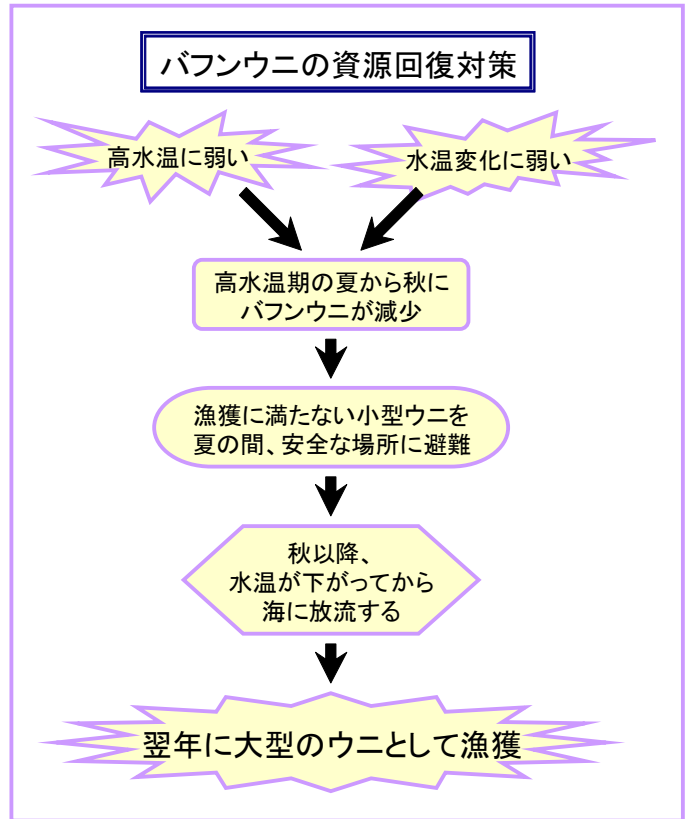 バフンウニの資源回復対策
高水温に弱い
水温変化に弱い
高水温期の夏から秋に
バフンウニが減少
漁獲に満たない小型ウニを
夏の間、安全な場所に避難
秋以降、
水温が下がってから
海に放流する
翌年に大型のウニとして漁獲